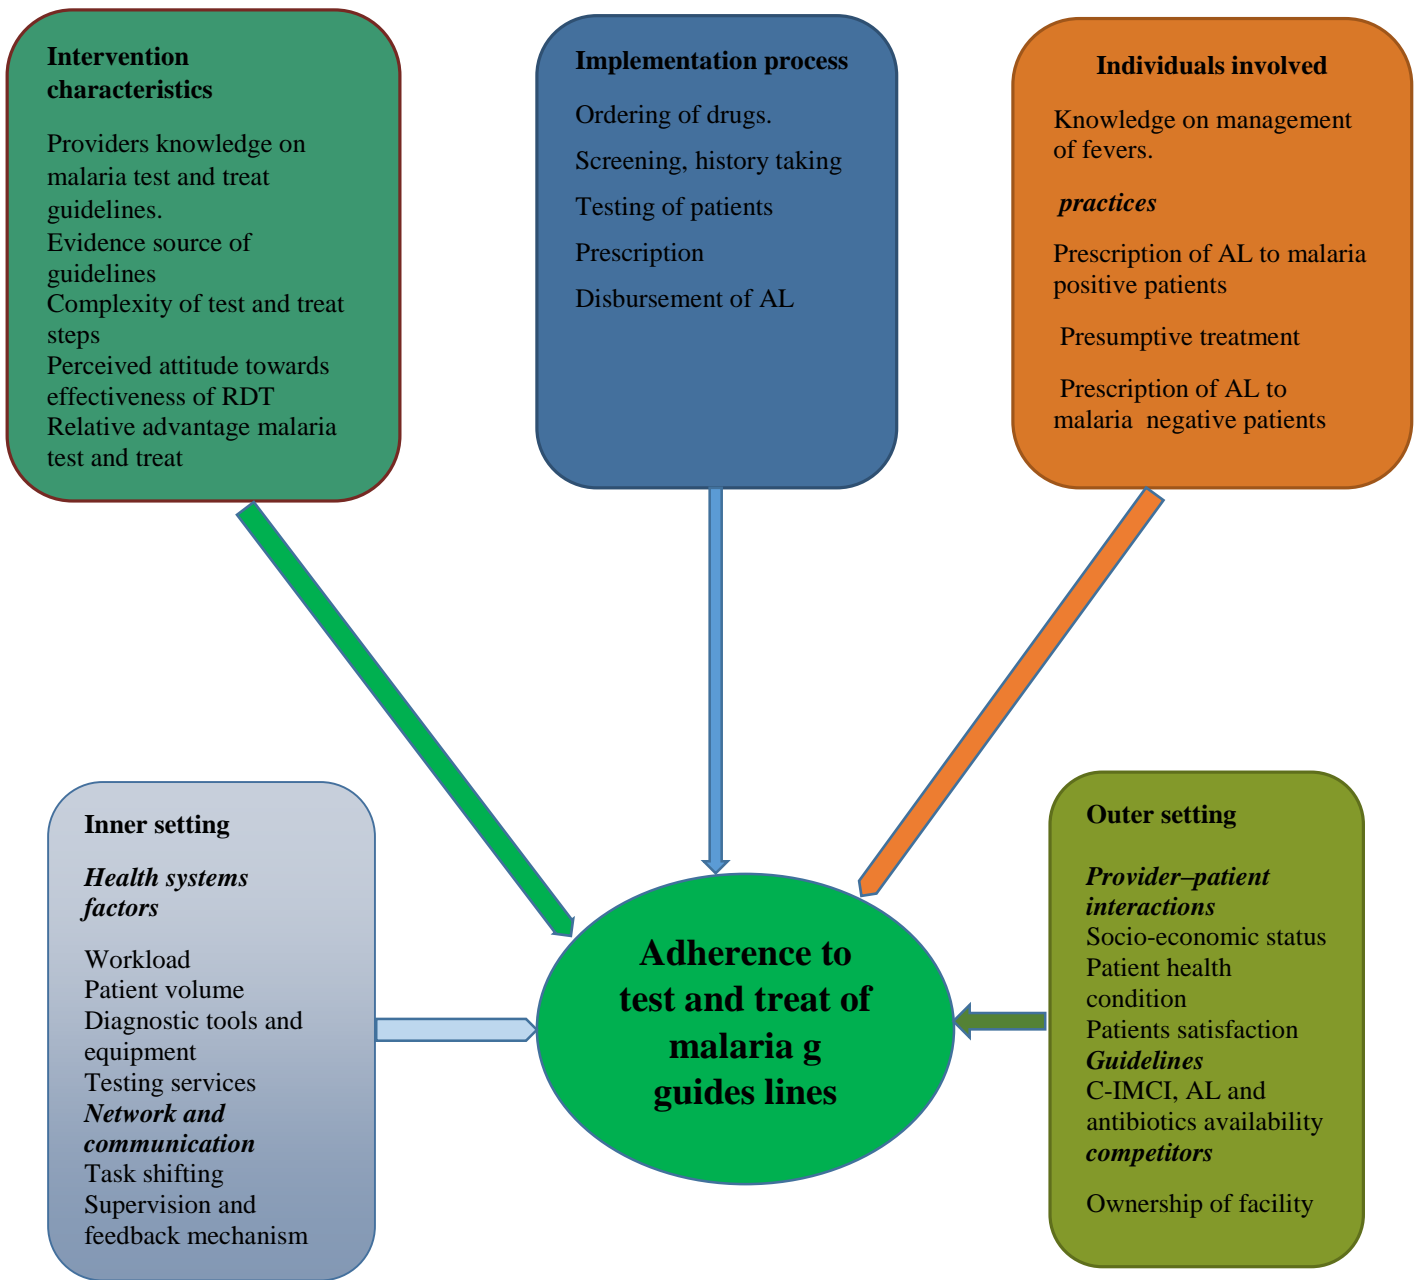 Intervention
characteristics
Providers knowledge on
malaria test and treat
guidelines.
Evidence source of
guidelines
Complexity of test and treat
steps
Perceived attitude towards
effectiveness of RDT
Relative advantage malaria
test and treat
Implementation process
Ordering of drugs.
Screening, history taking
Testing of patients
Prescription
Disbursement of AL
Individuals involved
Knowledge on management
of fevers.
practices
Prescription of AL to malaria
positive patients
Presumptive treatment
Prescription of AL to
malaria negative patients
Inner setting
Health systems
factors
Workload
Patient volume
Diagnostic tools and
equipment
Testing services
Network and
communication
Task shifting
Supervision and
feedback mechanism
Adherence to
test and treat of
malaria g
guides lines
Outer setting
Provider–patient
interactions
Socio-economic status
Patient health
condition
Patients satisfaction
Guidelines
C-IMCI, AL and
antibiotics availability
competitors
Ownership of facility